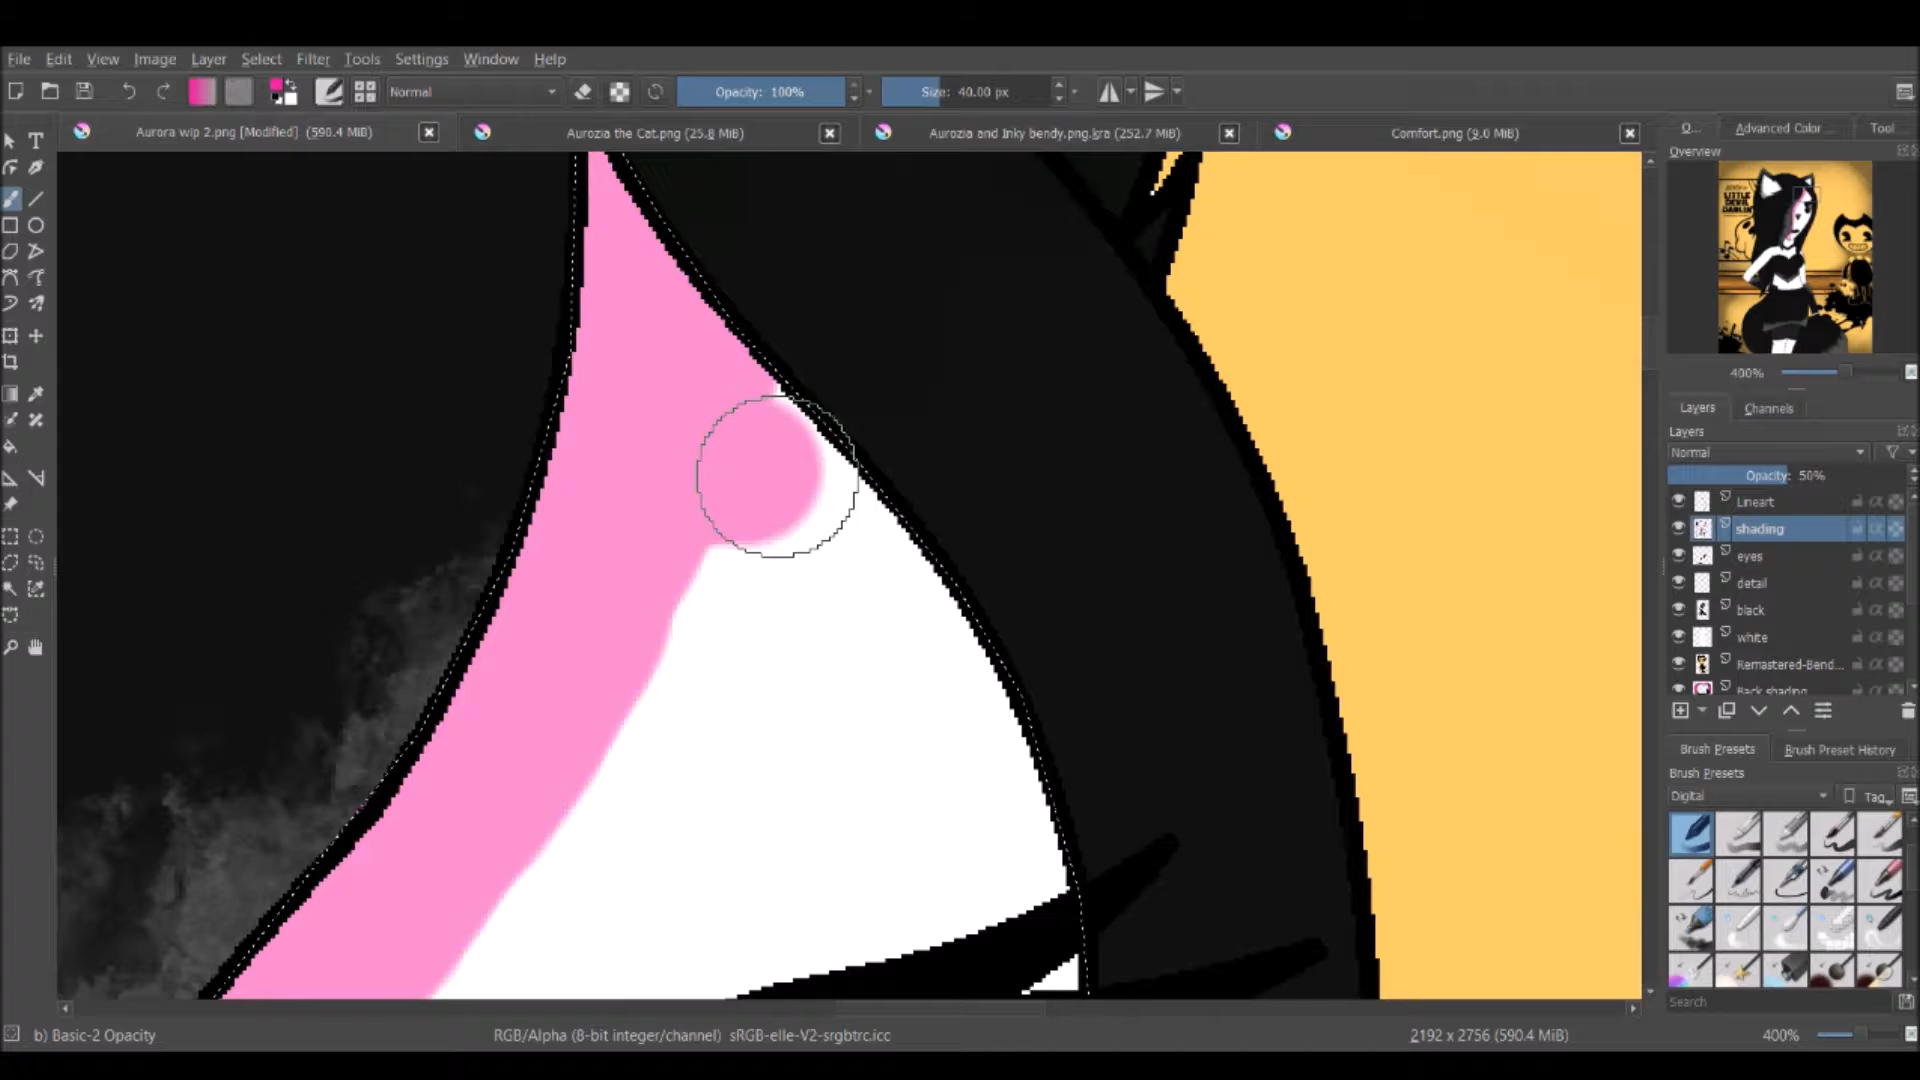 File Edit View Image Layer Select Filter Tools Settings Window Help
Normal Opacity: 100% Size: 40.00 px
Aurora wip 2.png [Modified] (590.4 MiB) Aurozia the Cat.png (25.8 MiB) Aurozia and Inky bendy.png.kra (252.7 MiB) Comfort.png (9.0 MiB) O... Advanced Color ... Tool
Overview
LITTLE
DEVIL
DARLIN'
400%
Layers Channels
Layers
Normal
Opacity: 50%
Lineart
shading
eyes
detail
black
white
Remastered-Bend...
Back shading
Brush Presets Brush Preset History
Brush Presets
Digital Tag
Search
b) Basic-2 Opacity RGB/Alpha (8-bit integer/channel) sRGB-elle-V2-srgbtrc.icc 2192 x 2756 (590.4 MiB) 400%